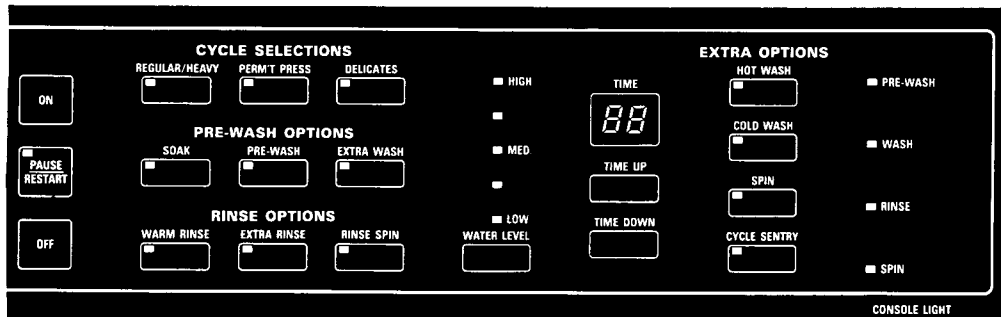 ON
PAUSE
RESTART
OFF
CYCLE SELECTIONS
REGULAR/HEAVY PERM'T PRESS DELICATES
PRE-WASH OPTIONS
SOAK PRE-WASH EXTRA WASH
RINSE OPTIONS
WARM RINSE EXTRA RINSE RINSE SPIN
HIGH
MED
LOW
WATER LEVEL
TIME
88
TIME UP
TIME DOWN
EXTRA OPTIONS
HOT WASH
COLD WASH
SPIN
CYCLE SENTRY
PRE-WASH
WASH
RINSE
SPIN
CONSOLE LIGHT